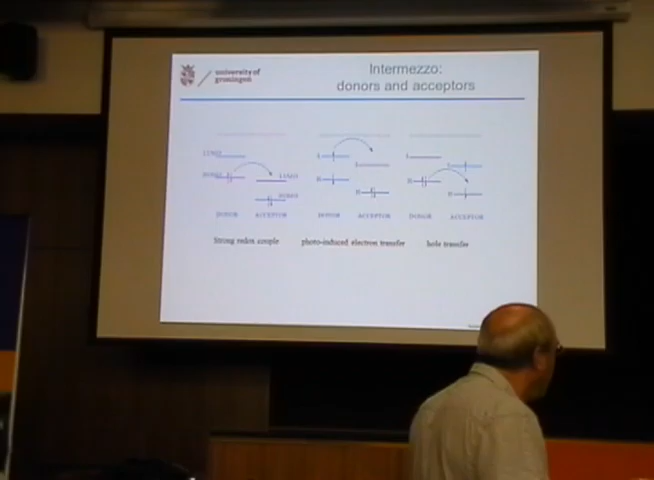 university of
groningen
Intermezzo:
donors and acceptors
LUMO
HOMO
LUMO
HOMO
DONOR ACCEPTOR
L
L
H
H
DONOR ACCEPTOR
L
L
H
H
DONOR ACCEPTOR
Strong redox couple
photo-induced electron transfer
hole transfer